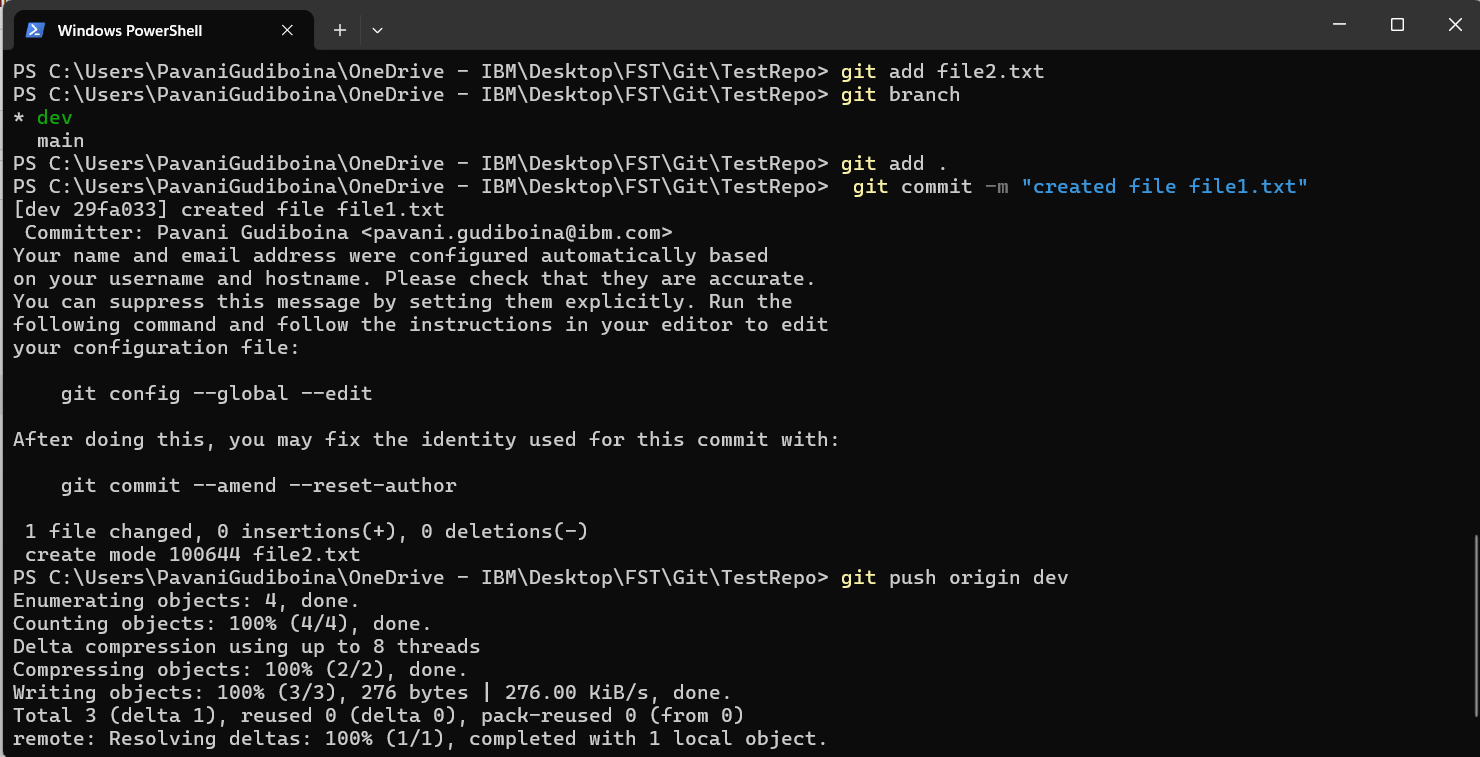 Windows PowerShell
PS C:\Users\PavaniGudiboina\OneDrive - IBM\Desktop\FST\Git\TestRepo> git add file2.txt
PS C:\Users\PavaniGudiboina\OneDrive - IBM\Desktop\FST\Git\TestRepo> git branch
* dev
  main
PS C:\Users\PavaniGudiboina\OneDrive - IBM\Desktop\FST\Git\TestRepo> git add .
PS C:\Users\PavaniGudiboina\OneDrive - IBM\Desktop\FST\Git\TestRepo>  git commit -m "created file file1.txt"
[dev 29fa033] created file file1.txt
 Committer: Pavani Gudiboina <pavani.gudiboina@ibm.com>
Your name and email address were configured automatically based
on your username and hostname. Please check that they are accurate.
You can suppress this message by setting them explicitly. Run the
following command and follow the instructions in your editor to edit
your configuration file:
    git config --global --edit
After doing this, you may fix the identity used for this commit with:
    git commit --amend --reset-author
 1 file changed, 0 insertions(+), 0 deletions(-)
 create mode 100644 file2.txt
PS C:\Users\PavaniGudiboina\OneDrive - IBM\Desktop\FST\Git\TestRepo> git push origin dev
Enumerating objects: 4, done.
Counting objects: 100% (4/4), done.
Delta compression using up to 8 threads
Compressing objects: 100% (2/2), done.
Writing objects: 100% (3/3), 276 bytes | 276.00 KiB/s, done.
Total 3 (delta 1), reused 0 (delta 0), pack-reused 0 (from 0)
remote: Resolving deltas: 100% (1/1), completed with 1 local object.